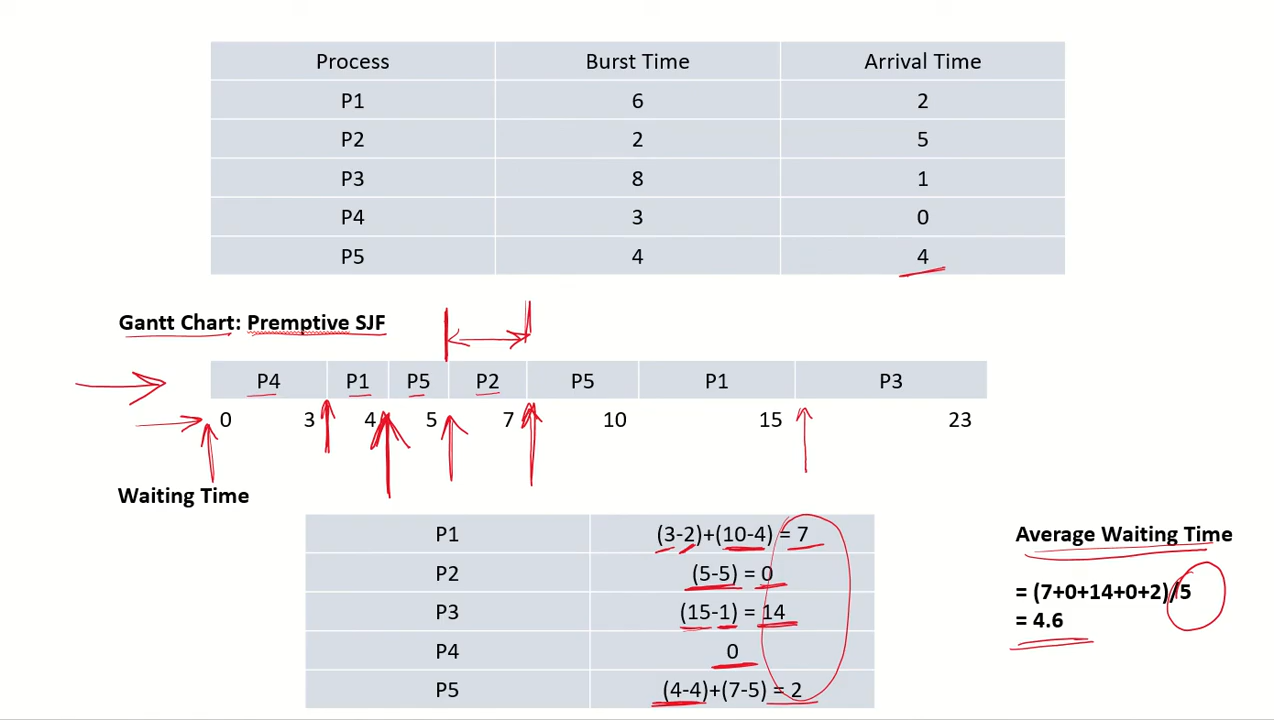 Process Burst Time Arrival Time
P1 6 2
P2 2 5
P3 8 1
P4 3 0
P5 4 4
Gantt Chart: Premptive SJF
P4 P1 P5 P2 P5 P1 P3
0 3 4 5 7 10 15 23
Waiting Time
P1 (3-2)+(10-4) = 7
P2 (5-5) = 0
P3 (15-1) = 14
P4 0
P5 (4-4)+(7-5) = 2
Average Waiting Time
= (7+0+14+0+2)/5
= 4.6